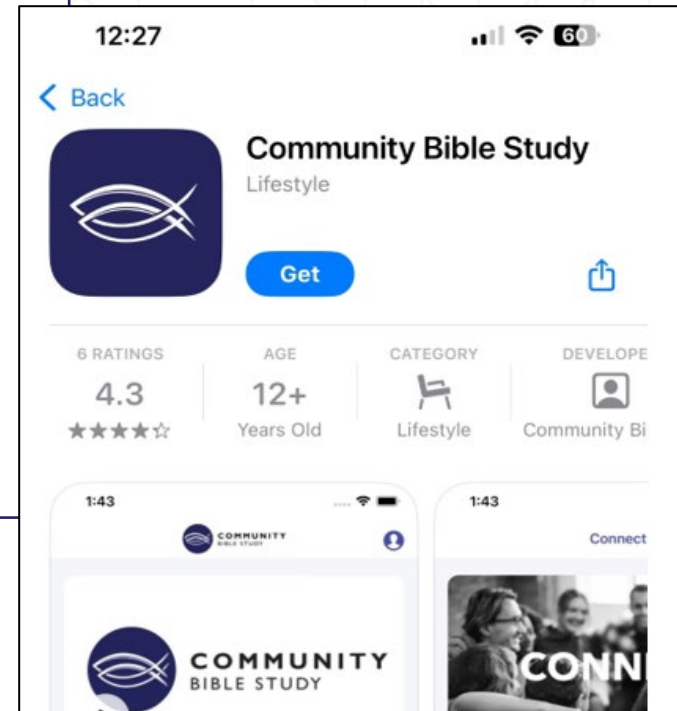 12:27
60
Back
Community Bible Study
Lifestyle
Get
6 RATINGS
AGE
CATEGORY
DEVELOPE
4.3
12+
Years Old
Lifestyle
Community Bi
1:43
COMMUNITY
BIBLE STUDY
1:43
Connect
COMMUNITY
BIBLE STUDY
CONN